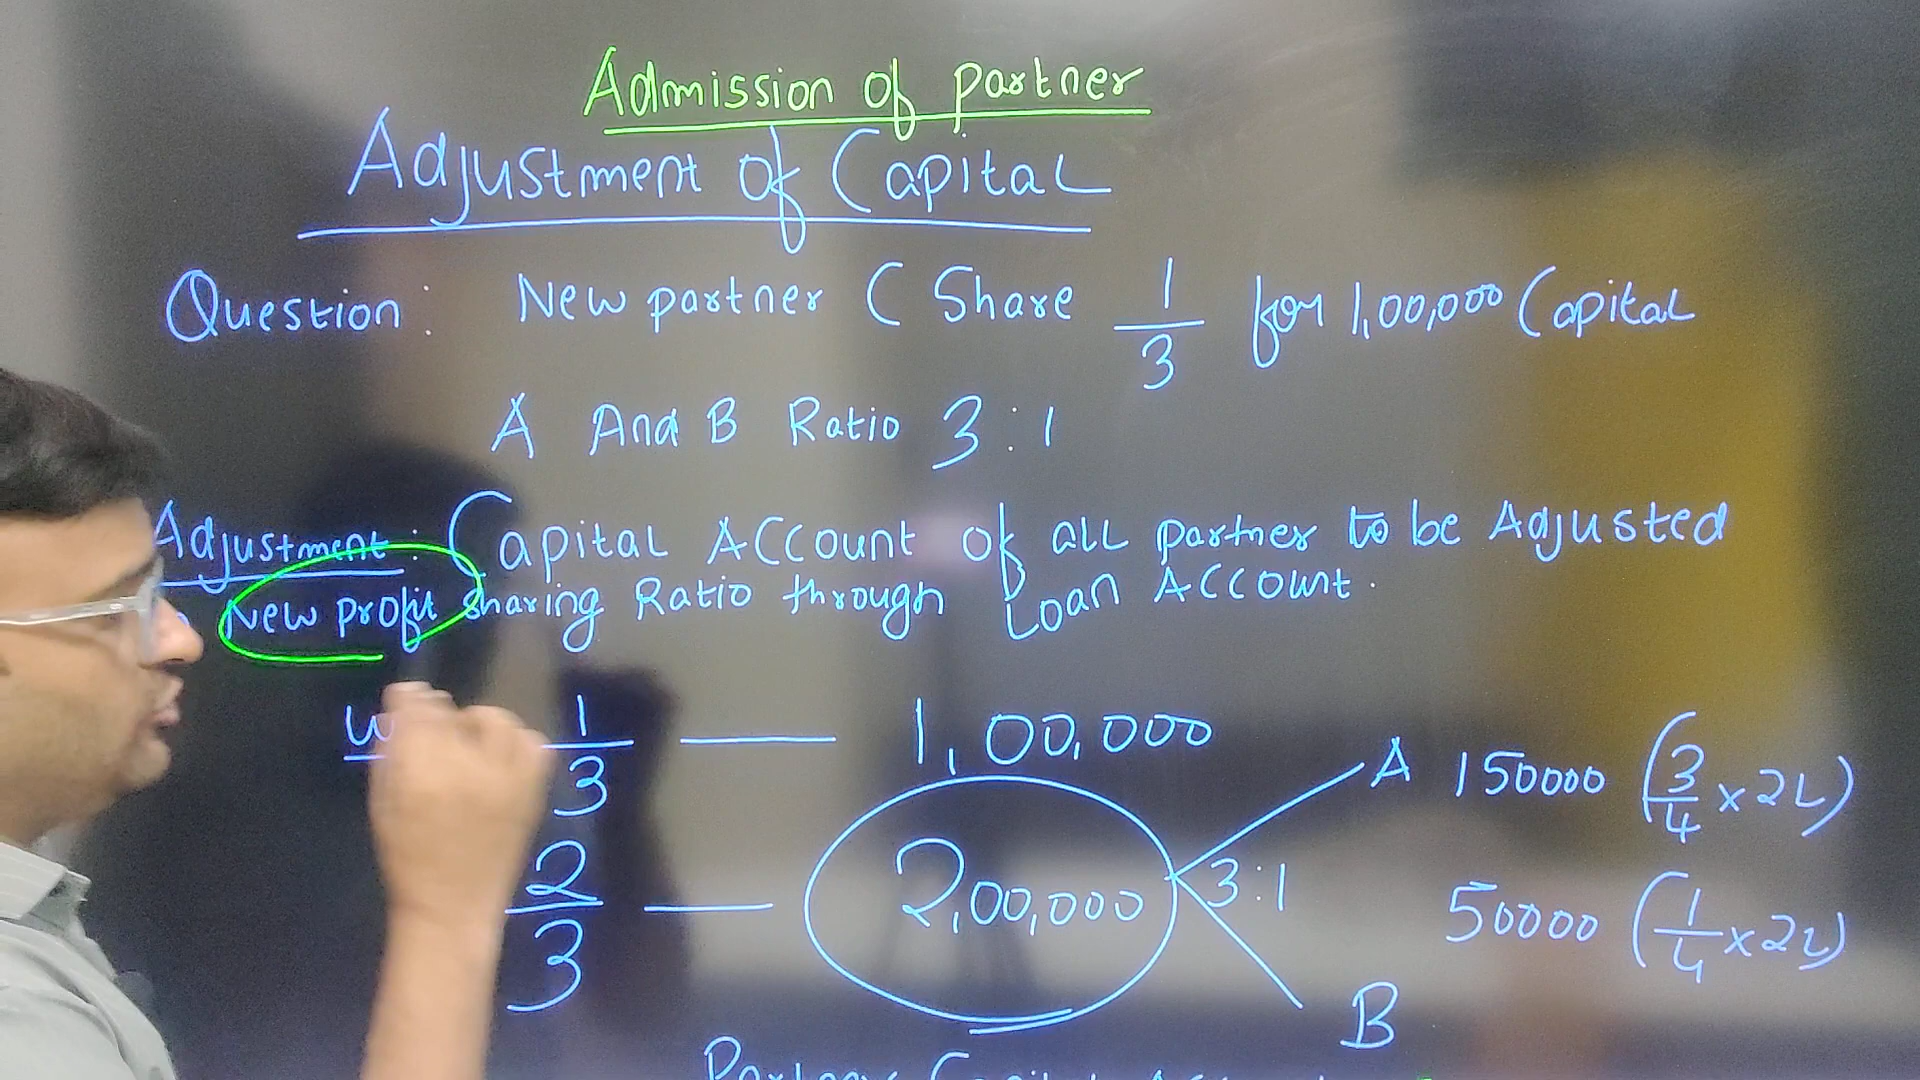 Admission of partner
Adjustment of Capital
Question: New partner C Share 1/3 for 1,00,000 Capital
A And B Ratio 3:1
Adjustment: Capital Account of all partner to be Adjusted
New profit sharing Ratio through Loan Account.
1/3 — 1,00,000
A 150000 (3/4 x 2L)
2/3 — 2,00,000 3:1
50000 (1/4 x 2L)
B